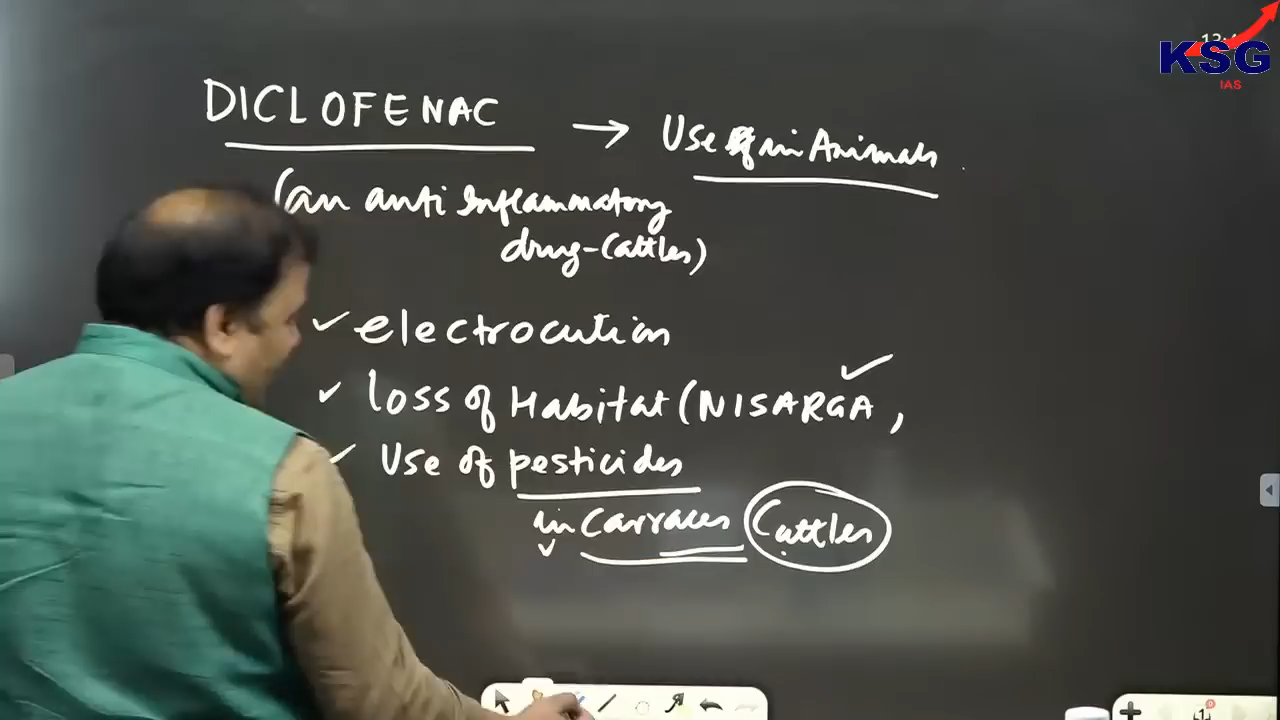 KSG
IAS
DICLOFENAC → Use in Animals
(an anti Inflammatory
drug-Cattles)
✓ electrocution
✓ Loss of Habitat (NISARGA ✓,
✓ Use of pesticides
in Carraces Cattles